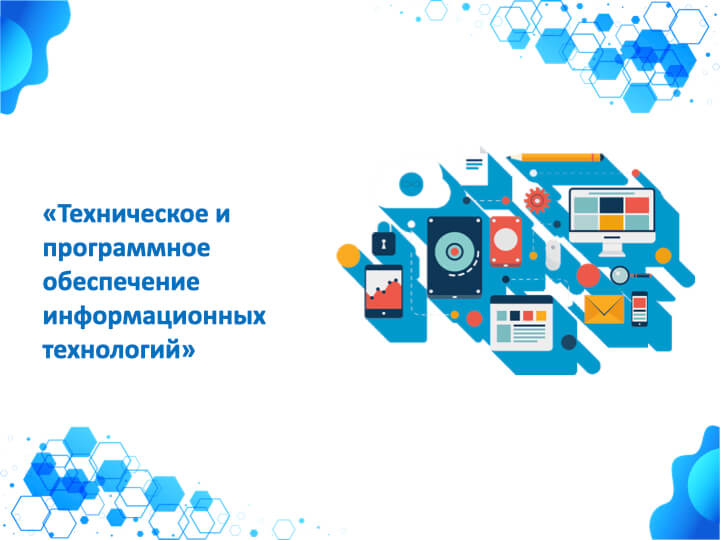 «Техническое и
программное
обеспечение
информационных
технологий»